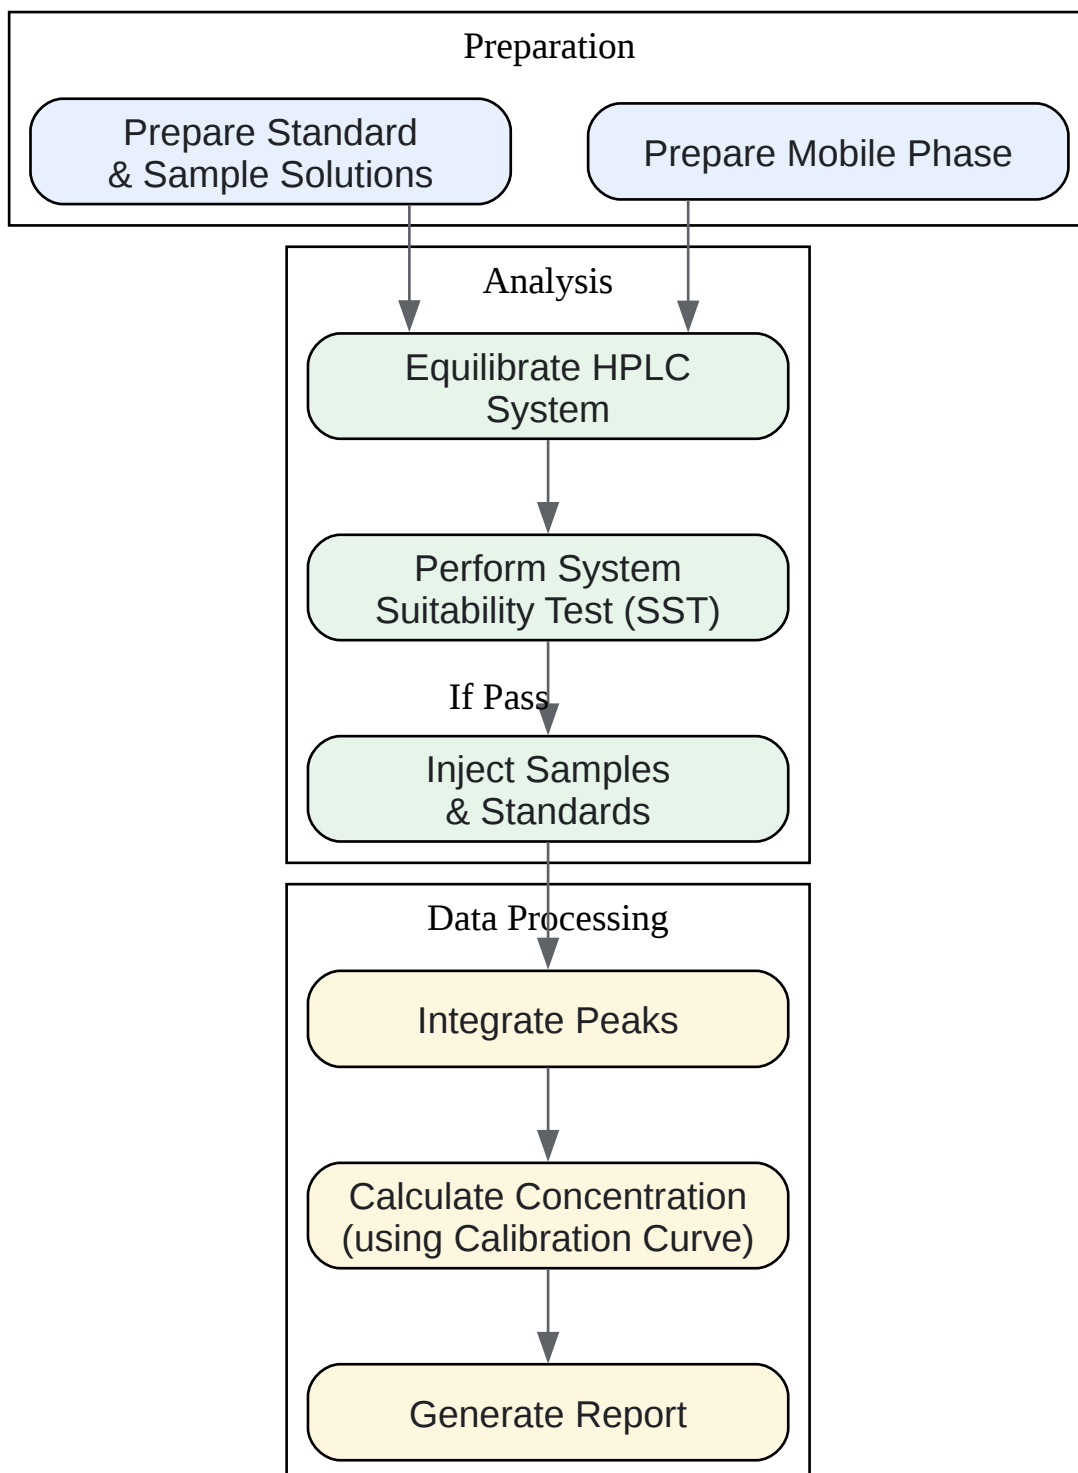 Preparation
Prepare Standard
& Sample Solutions
Prepare Mobile Phase
Analysis
Equilibrate HPLC
System
Perform System
Suitability Test (SST)
If Pass
Inject Samples
& Standards
Data Processing
Integrate Peaks
Calculate Concentration
(using Calibration Curve)
Generate Report